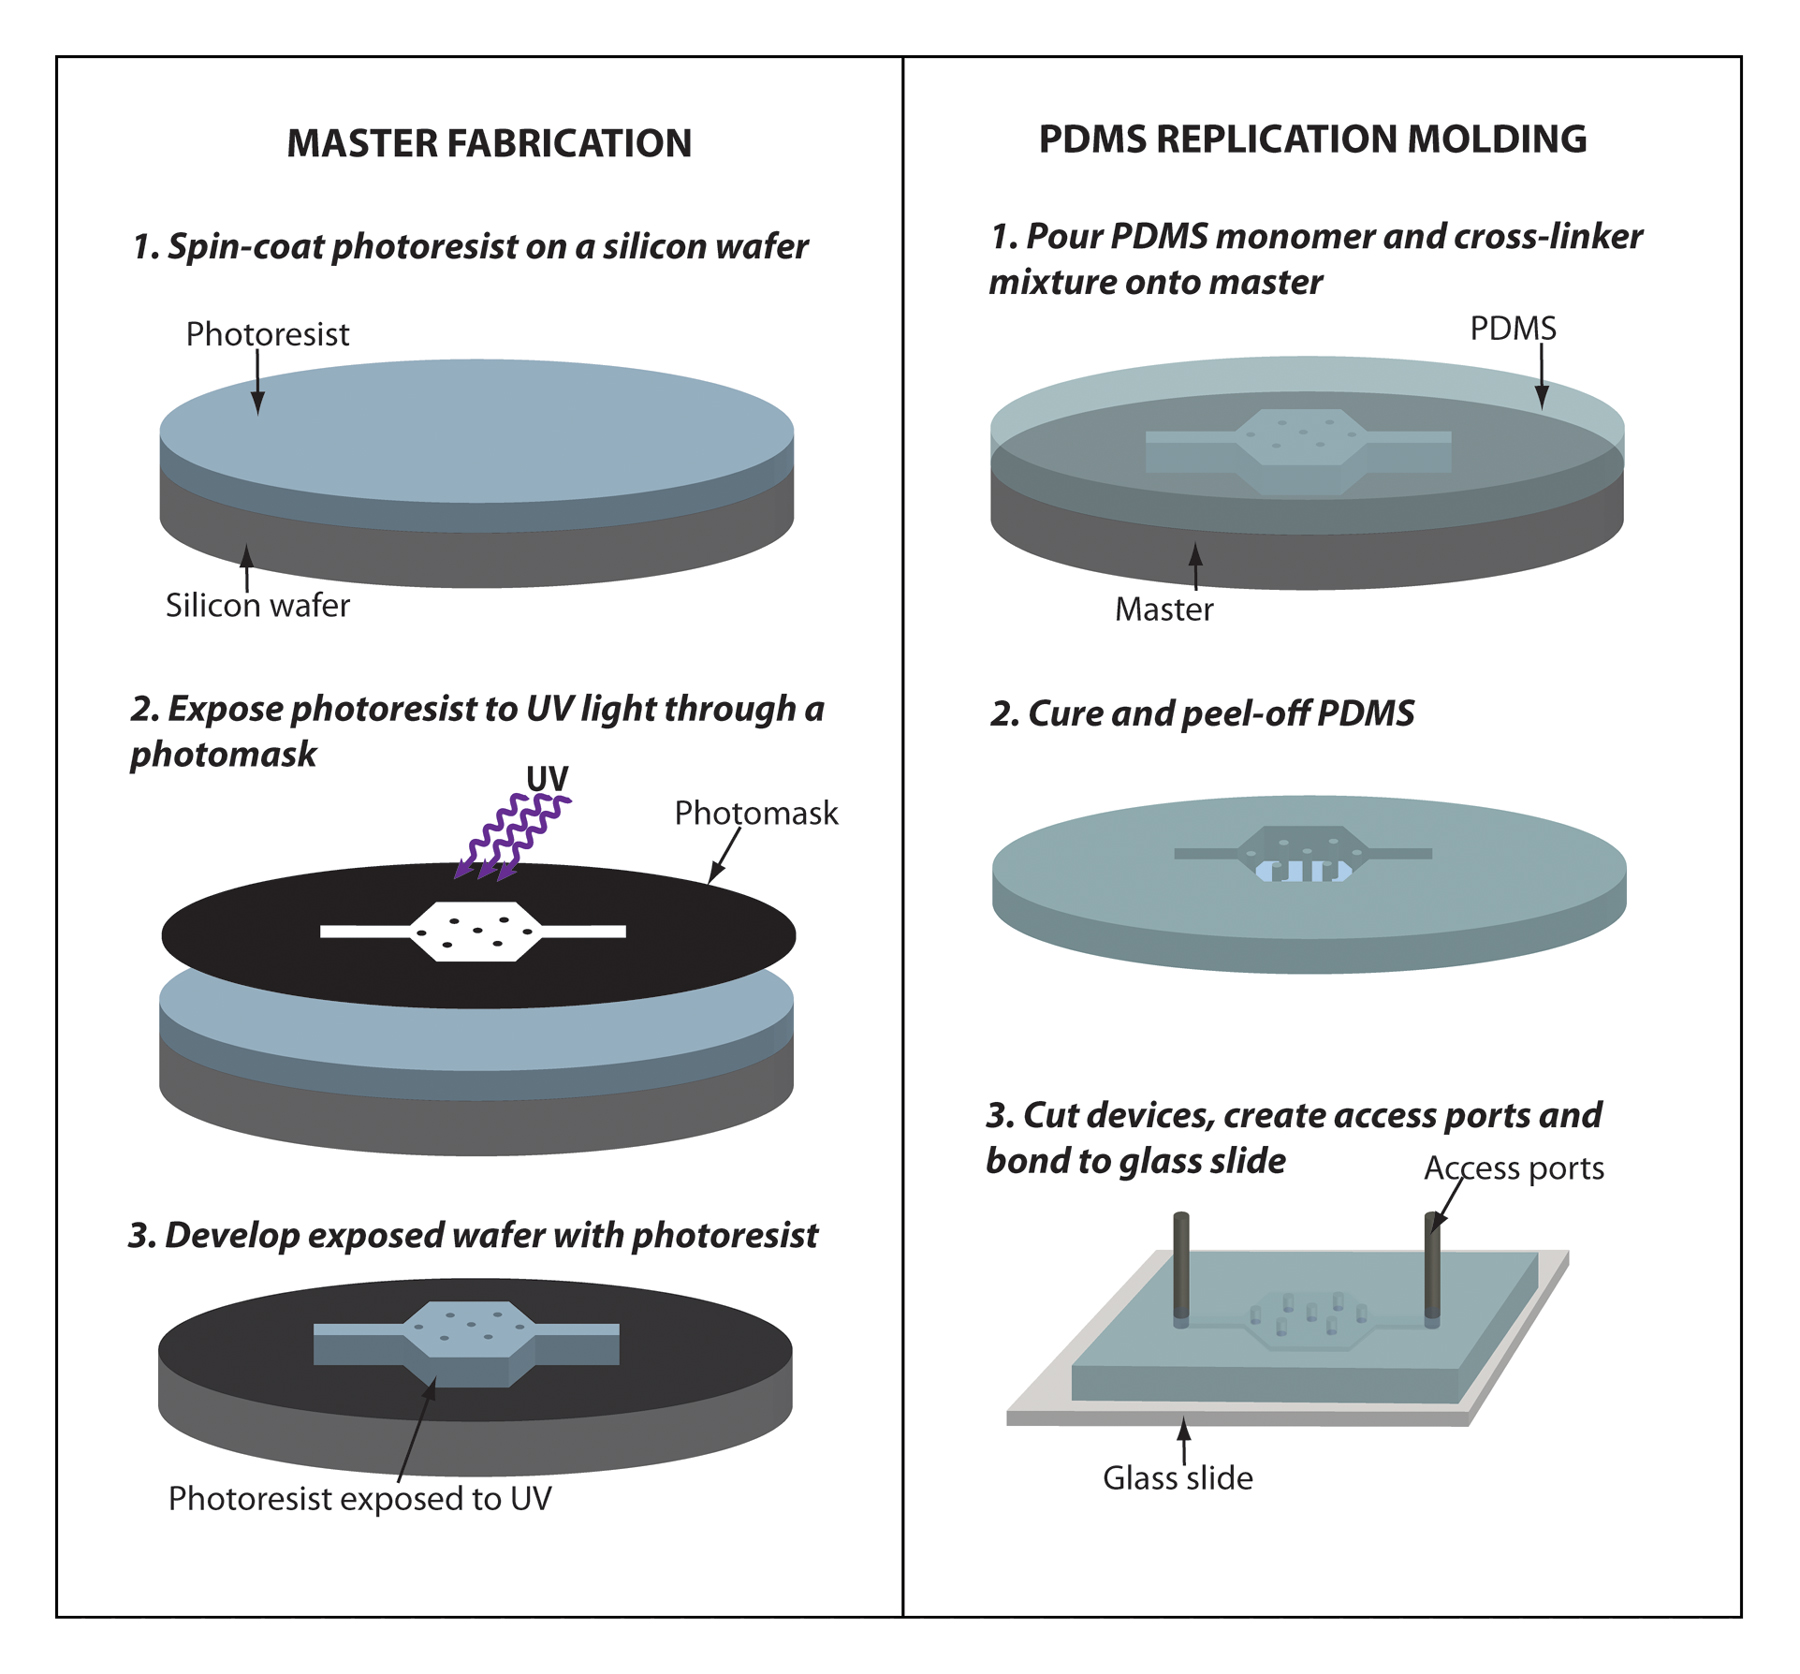 MASTER FABRICATION
1. Spin-coat photoresist on a silicon wafer
Photoresist
Silicon wafer
2. Expose photoresist to UV light through a
photomask
UV
Photomask
3. Develop exposed wafer with photoresist
Photoresist exposed to UV
PDMS REPLICATION MOLDING
1. Pour PDMS monomer and cross-linker
mixture onto master
PDMS
Master
2. Cure and peel-off PDMS
3. Cut devices, create access ports and
bond to glass slide
Access ports
Glass slide